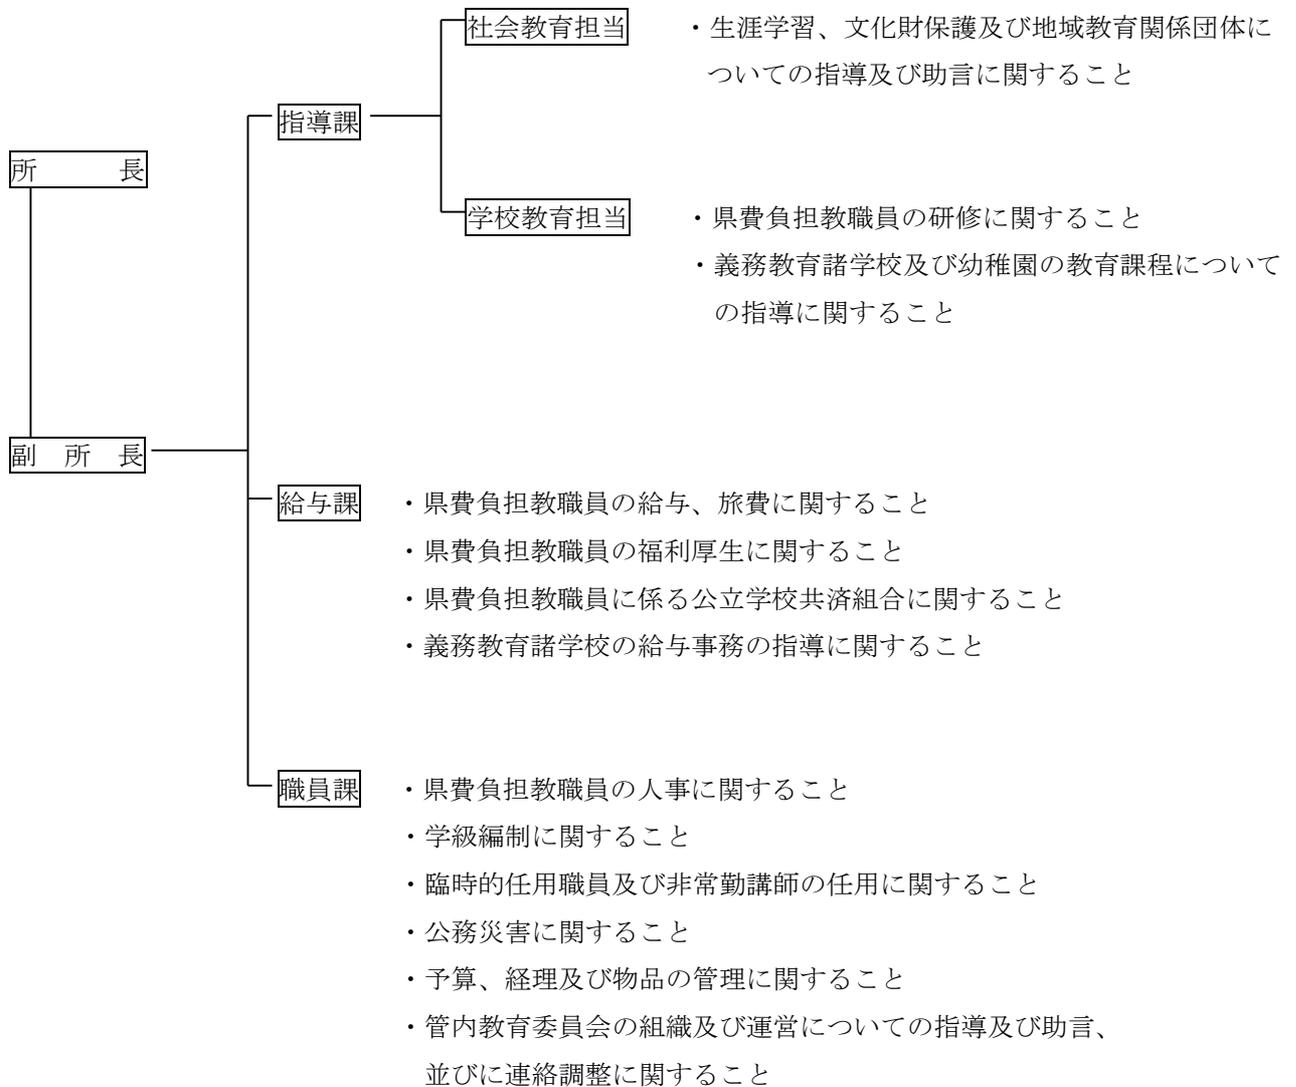 社会教育担当　・生涯学習、文化財保護及び地域教育関係団体に
ついての指導及び助言に関すること
指導課
所　　　長
学校教育担当　・県費負担教職員の研修に関すること
・義務教育諸学校及び幼稚園の教育課程について
の指導に関すること
副　所　長
給与課　・県費負担教職員の給与、旅費に関すること
・県費負担教職員の福利厚生に関すること
・県費負担教職員に係る公立学校共済組合に関すること
・義務教育諸学校の給与事務の指導に関すること
職員課　・県費負担教職員の人事に関すること
・学級編制に関すること
・臨時的任用職員及び非常勤講師の任用に関すること
・公務災害に関すること
・予算、経理及び物品の管理に関すること
・管内教育委員会の組織及び運営についての指導及び助言、
並びに連絡調整に関すること